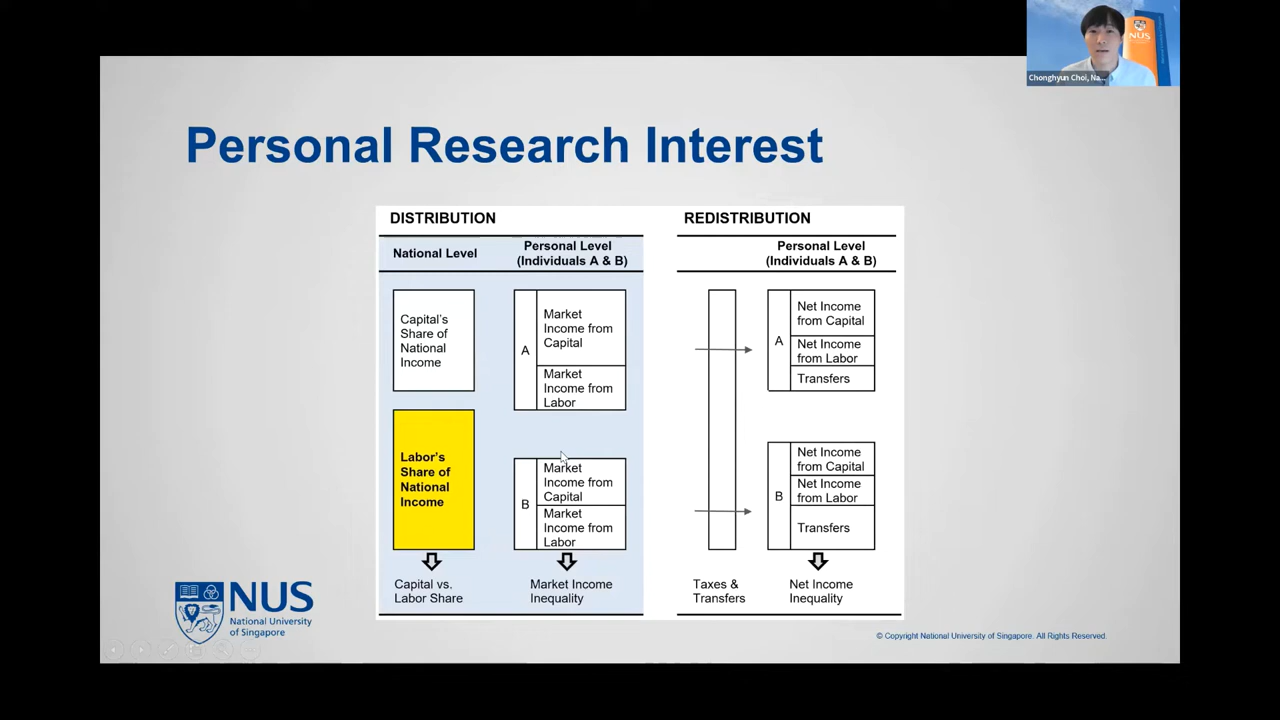 NUS
Chonghyun Choi, Na...
Personal Research Interest
DISTRIBUTION
National Level
Personal Level
(Individuals A & B)
Capital's
Share of
National
Income
Labor's
Share of
National
Income
A
Market
Income from
Capital
Market
Income from
Labor
B
Market
Income from
Capital
Market
Income from
Labor
Capital vs.
Labor Share
Market Income
Inequality
REDISTRIBUTION
Personal Level
(Individuals A & B)
A
Net Income
from Capital
Net Income
from Labor
Transfers
B
Net Income
from Capital
Net Income
from Labor
Transfers
Taxes &
Transfers
Net Income
Inequality
NUS
National University
of Singapore
© Copyright National University of Singapore. All Rights Reserved.